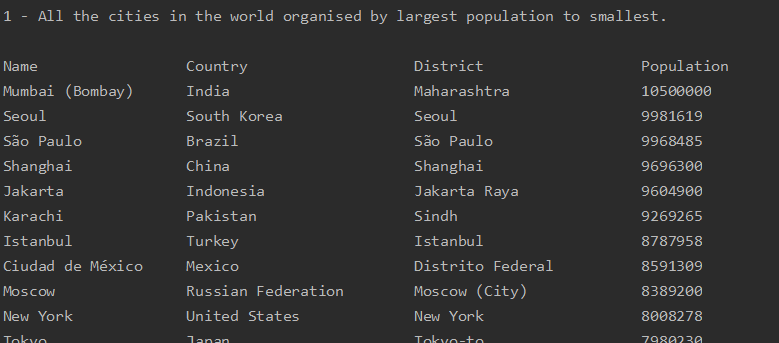 1 - All the cities in the world organised by largest population to smallest.
Name Country District Population
Mumbai (Bombay) India Maharashtra 10500000
Seoul South Korea Seoul 9981619
São Paulo Brazil São Paulo 9968485
Shanghai China Shanghai 9696300
Jakarta Indonesia Jakarta Raya 9604900
Karachi Pakistan Sindh 9269265
Istanbul Turkey Istanbul 8787958
Ciudad de México Mexico Distrito Federal 8591309
Moscow Russian Federation Moscow (City) 8389200
New York United States New York 8008278
Tokyo Japan Tokyo-to 7980230